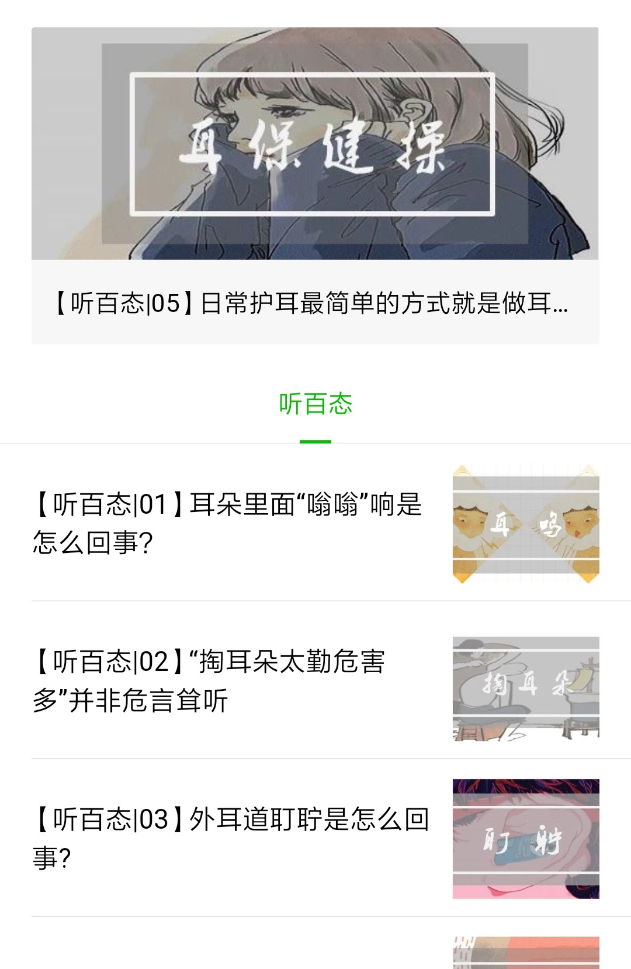 耳保健操
【听百态|05】日常护耳最简单的方式就是做耳...
听百态
【听百态|01】耳朵里面“嗡嗡”响是
怎么回事?
耳鸣
【听百态|02】“掏耳朵太勤危害
多”并非危言耸听
掏耳朵
【听百态|03】外耳道耵聍是怎么回
事?
耵聍